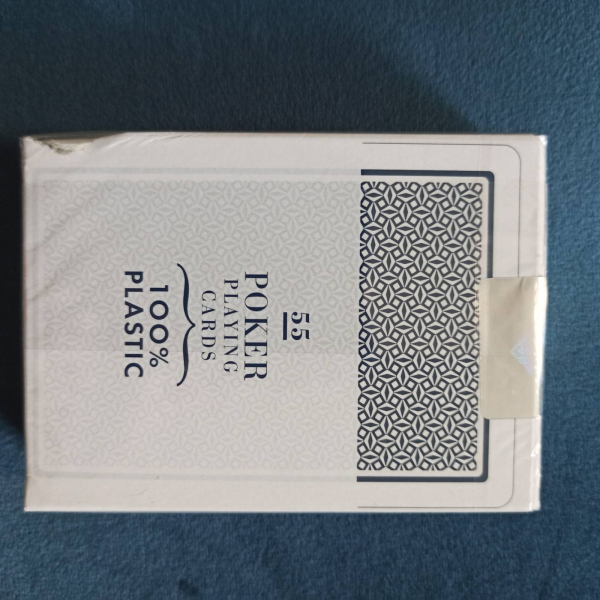 55
POKER
PLAYING
CARDS
100%
PLASTIC